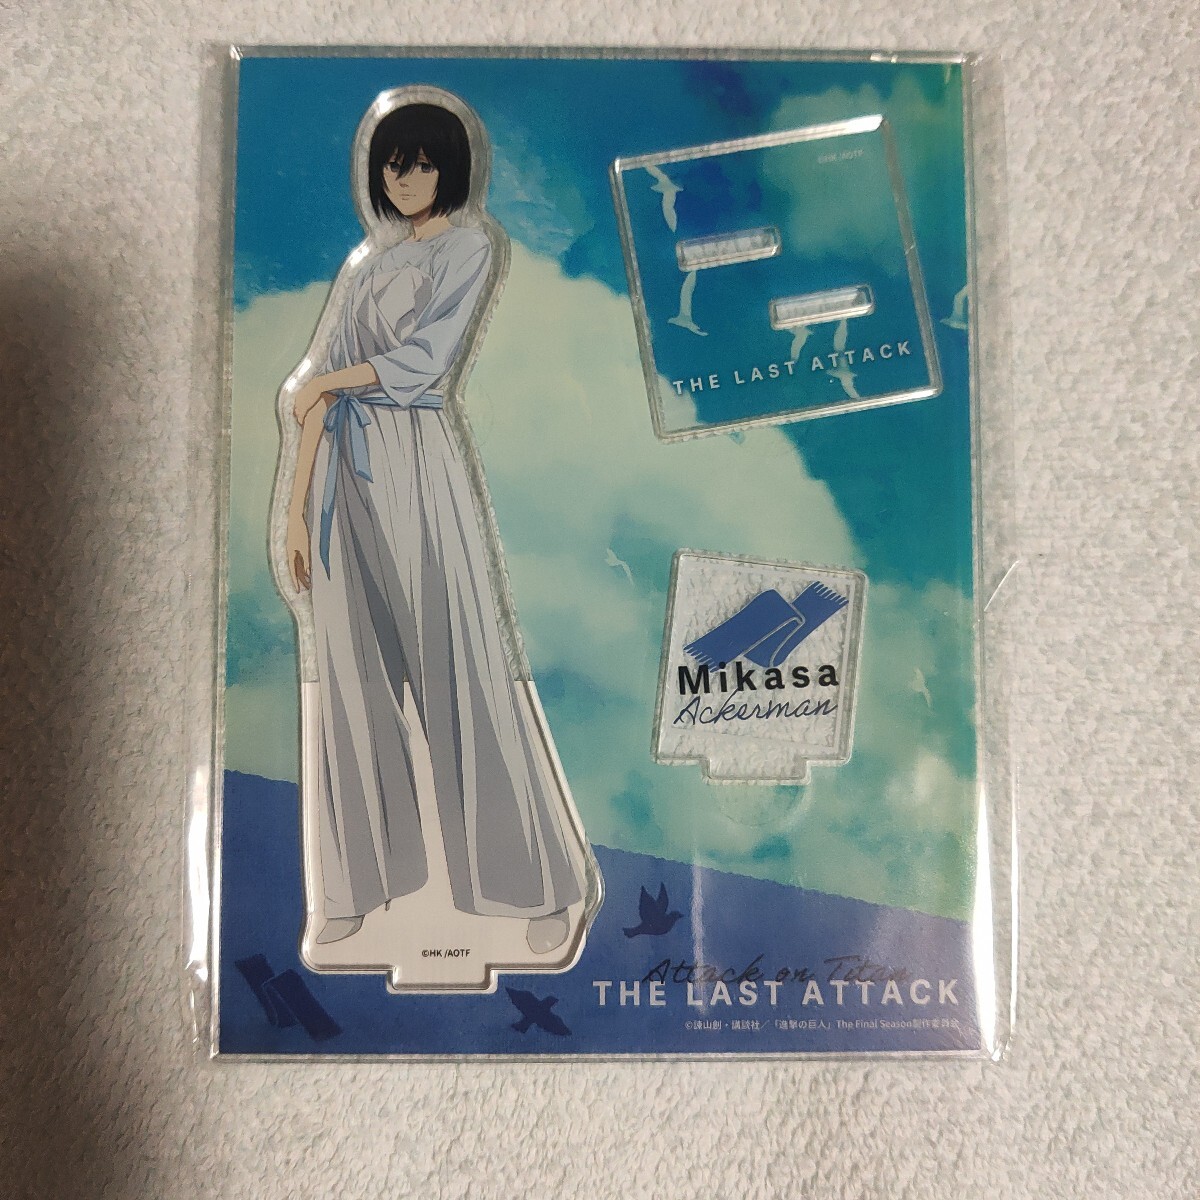 ©HK /AOTF
THE LAST ATTACK
Mikasa
Ackerman
©HK /AOTF
Attack on Titan
THE LAST ATTACK
©諫山創・講談社／「進撃の巨人」The Final Season製作委員会